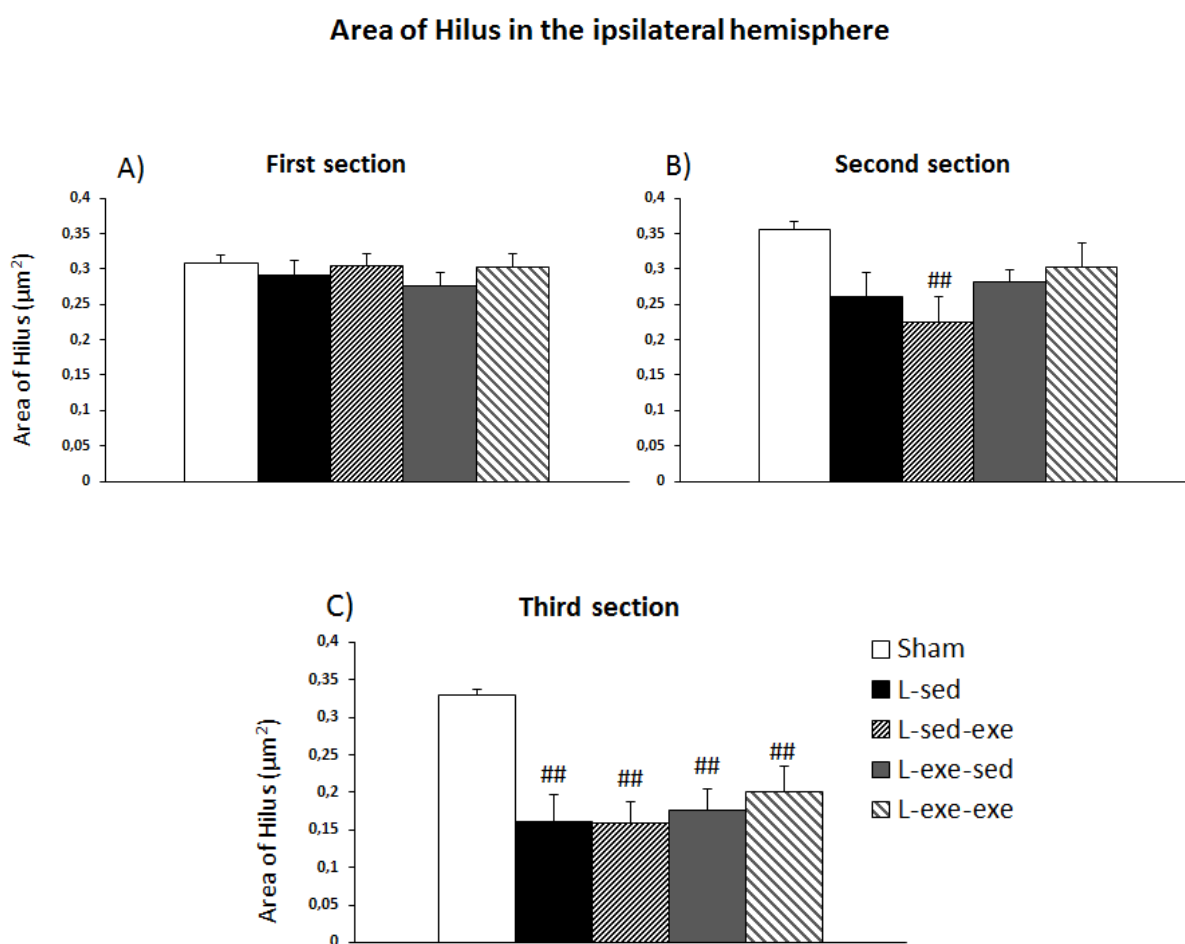 Area of Hilus in the ipsilateral hemisphere
A)
First section
0,4
0,35
0,3
0,25
0,2
0,15
0,1
0,05
0
Area of Hilus (µm²)
B)
Second section
0,4
0,35
0,3
0,25
0,2
0,15
0,1
0,05
0
##
C)
Third section
0,4
0,35
0,3
0,25
0,2
0,15
0,1
0,05
0
Area of Hilus (µm²)
##
##
##
##
Sham
L-sed
L-sed-exe
L-exe-sed
L-exe-exe